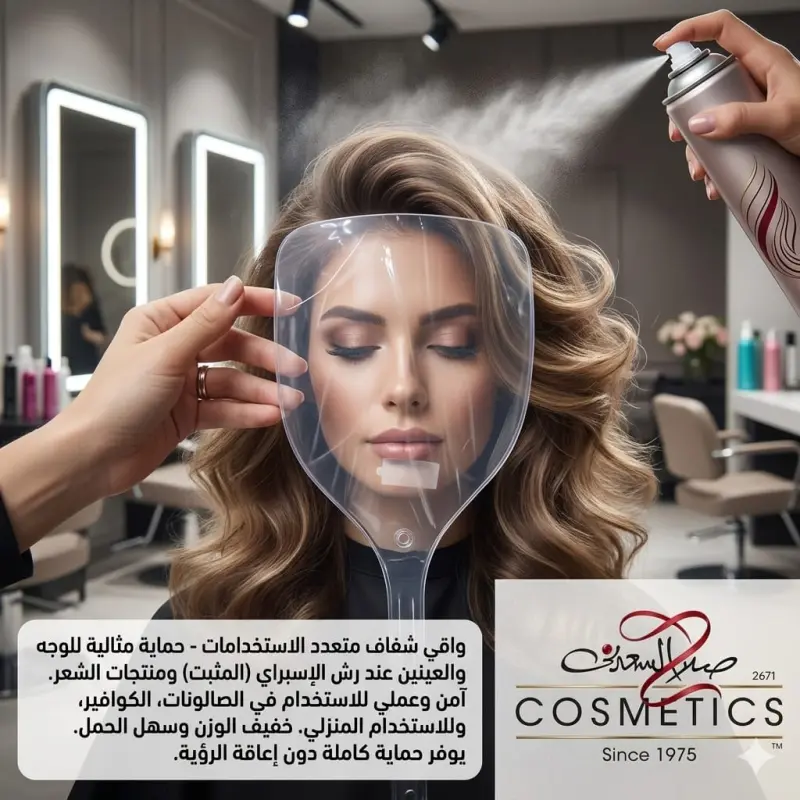 واقي شفاف متعدد الاستخدامات - حماية مثالية للوجه
والعينين عند رش الإسبراي (المثبت) ومنتجات الشعر.
آمن وعملي للاستخدام في الصالونات، الكوافير،
وللاستخدام المنزلي. خفيف الوزن وسهل الحمل.
يوفر حماية كاملة دون إعاقة الرؤية.
2671
COSMETICS
TM
Since 1975